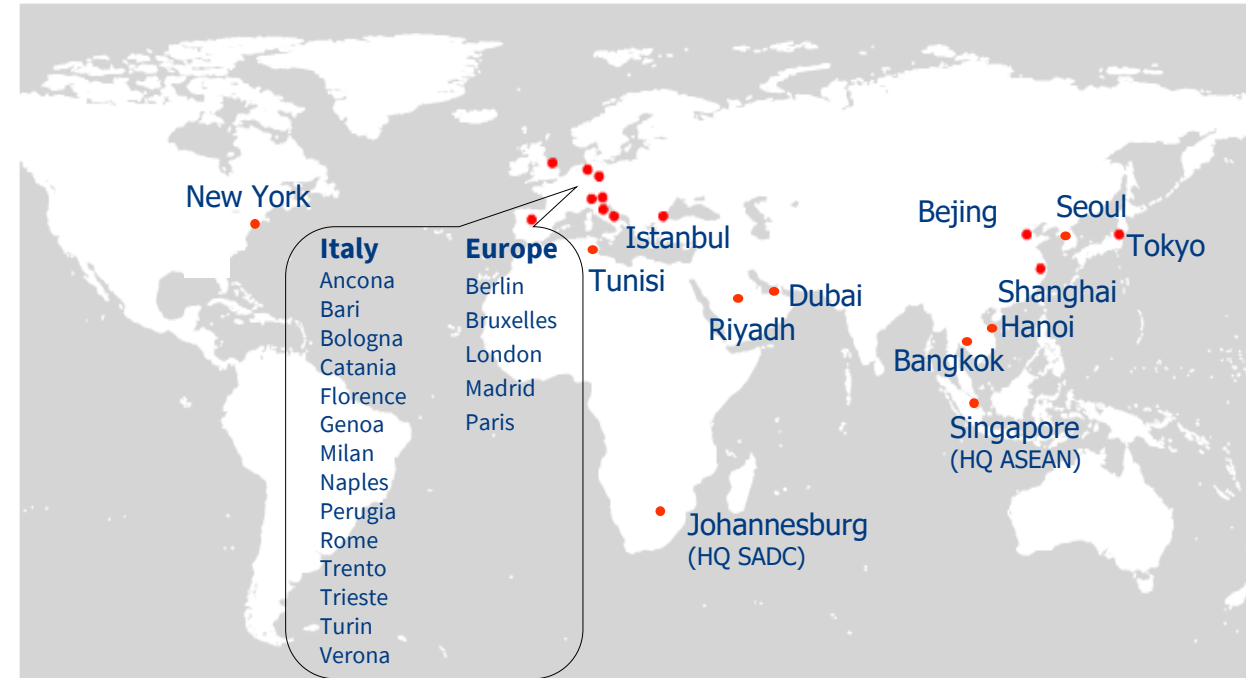 New York
Italy
Ancona
Bari
Bologna
Catania
Florence
Genoa
Milan
Naples
Perugia
Rome
Trento
Trieste
Turin
Verona
Europe
Berlin
Bruxelles
London
Madrid
Paris
Istanbul
Tunisi
Dubai
Riyadh
Johannesburg
(HQ SADC)
Bejing
Seoul
Tokyo
Shanghai
Hanoi
Bangkok
Singapore
(HQ ASEAN)